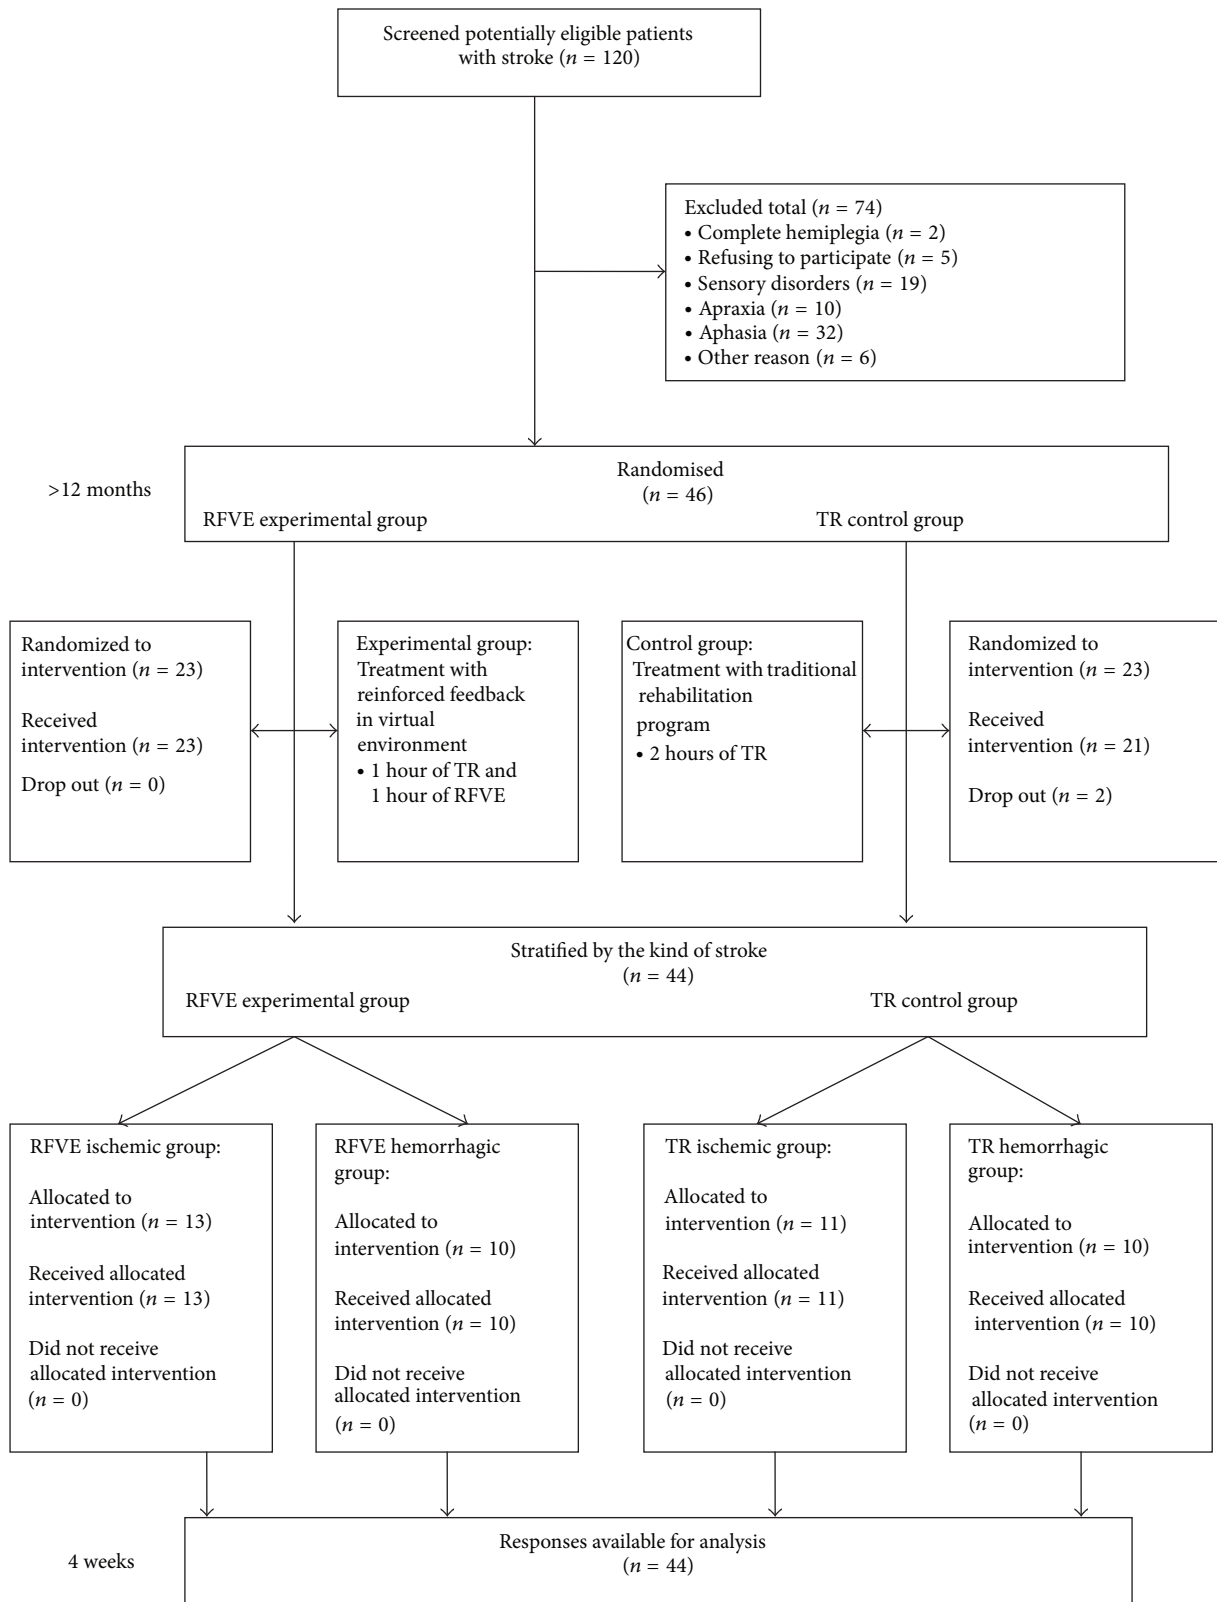 Screened potentially eligible patients
with stroke (n = 120)
Excluded total (n = 74)
• Complete hemiplegia (n = 2)
• Refusing to participate (n = 5)
• Sensory disorders (n = 19)
• Apraxia (n = 10)
• Aphasia (n = 32)
• Other reason (n = 6)
>12 months
Randomised
(n = 46)
RFVE experimental group
TR control group
Randomized to
intervention (n = 23)
Received
intervention (n = 23)
Drop out (n = 0)
Experimental group:
Treatment with
reinforced feedback
in virtual
environment
• 1 hour of TR and
1 hour of RFVE
Control group:
Treatment with traditional
rehabilitation
program
• 2 hours of TR
Randomized to
intervention (n = 23)
Received
intervention (n = 21)
Drop out (n = 2)
Stratified by the kind of stroke
(n = 44)
RFVE experimental group
TR control group
RFVE ischemic group:
Allocated to
intervention (n = 13)
Received allocated
intervention (n = 13)
Did not receive
allocated intervention
(n = 0)
RFVE hemorrhagic
group:
Allocated to
intervention (n = 10)
Received allocated
intervention (n = 10)
Did not receive
allocated intervention
(n = 0)
TR ischemic group:
Allocated to
intervention (n = 11)
Received allocated
intervention (n = 11)
Did not receive
allocated intervention
(n = 0)
TR hemorrhagic
group:
Allocated to
intervention (n = 10)
Received allocated
intervention (n = 10)
Did not receive
allocated intervention
(n = 0)
4 weeks
Responses available for analysis
(n = 44)